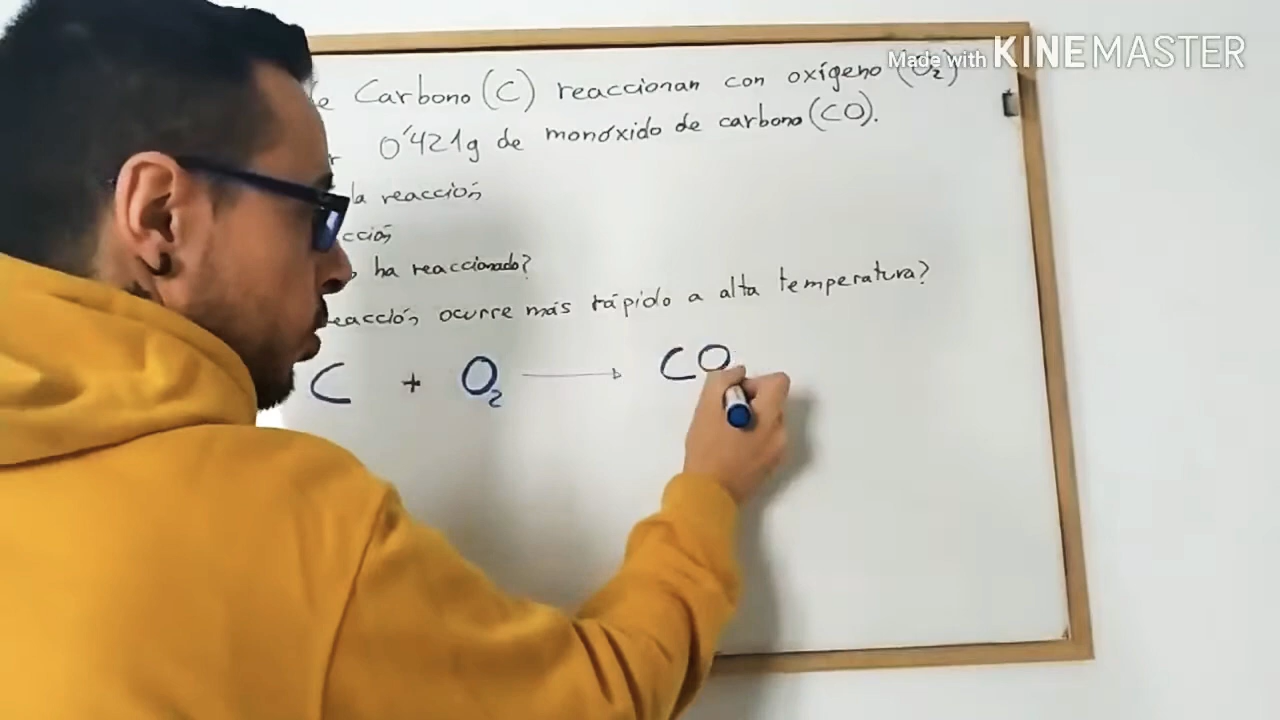 Made with KINEMASTER
Carbono (C) reaccionan con oxígeno (O₂)
0'421g de monóxido de carbono (CO).
la reacción
ha reaccionado?
ocurre más rápido a alta temperatura?
C + O₂ → CO